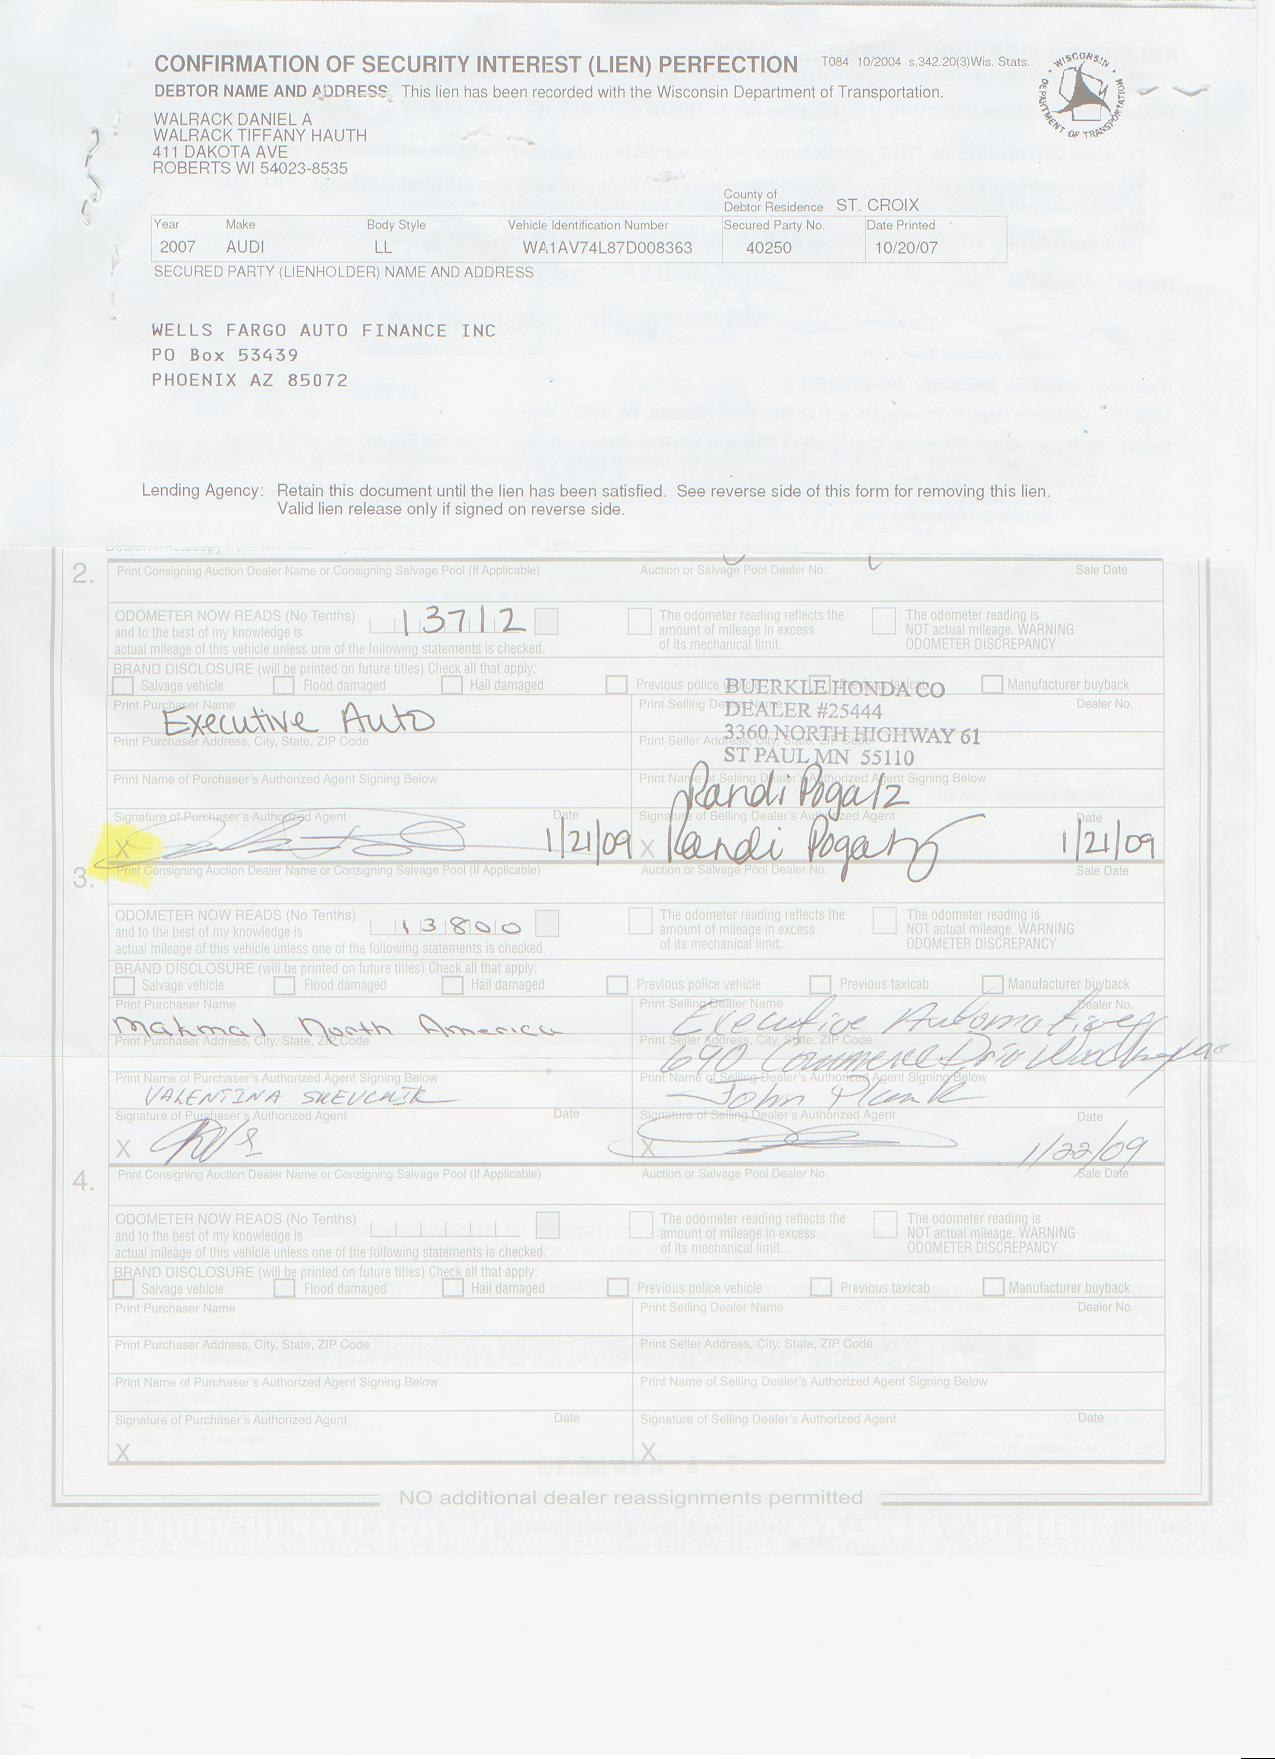 CONFIRMATION OF SECURITY INTEREST (LIEN) PERFECTION T084 10/2004 s.342.20(3)Wis. Stats.
WISCONSIN DEPARTMENT OF TRANSPORTATION
DEBTOR NAME AND ADDRESS This lien has been recorded with the Wisconsin Department of Transportation.
WALRACK DANIEL A
WALRACK TIFFANY HAUTH
411 DAKOTA AVE
ROBERTS WI 54023-8535
County of
Debtor Residence ST. CROIX
Year Make Body Style Vehicle Identification Number Secured Party No. Date Printed
2007 AUDI LL WA1AV74L87D008363 40250 10/20/07
SECURED PARTY (LIENHOLDER) NAME AND ADDRESS
WELLS FARGO AUTO FINANCE INC
PO Box 53439
PHOENIX AZ 85072
Lending Agency: Retain this document until the lien has been satisfied. See reverse side of this form for removing this lien.
Valid lien release only if signed on reverse side.
2. Print Consigning Auction Dealer Name or Consigning Salvage Pool (If Applicable) Auction or Salvage Pool Dealer No. Sale Date
ODOMETER NOW READS (No Tenths) 13712 The odometer reading reflects the The odometer reading is
and to the best of my knowledge is amount of mileage in excess NOT actual mileage. WARNING
actual mileage of this vehicle unless one of the following statements is checked. of its mechanical limit. ODOMETER DISCREPANCY
BRAND DISCLOSURE (will be printed on future titles) Check all that apply:
Salvage vehicle Flood damaged Hail damaged Previous police vehicle Previous taxicab Manufacturer buyback
Print Purchaser Name Print Selling Dealer Name Dealer No.
Executive Auto
BUERKLE HONDA CO
DEALER #25444
3360 NORTH HIGHWAY 61
ST PAUL MN 55110
Print Purchaser Address, City, State, ZIP Code Print Seller Address, City, State, ZIP Code
Print Name of Purchaser's Authorized Agent Signing Below Print Name of Selling Dealer's Authorized Agent Signing Below
Randi Pogatz
Signature of Purchaser's Authorized Agent Date Signature of Selling Dealer's Authorized Agent Date
X 1/21/09 X Randi Pogatz 1/21/09
3. Print Consigning Auction Dealer Name or Consigning Salvage Pool (If Applicable) Auction or Salvage Pool Dealer No. Sale Date
ODOMETER NOW READS (No Tenths) 13800 The odometer reading reflects the The odometer reading is
and to the best of my knowledge is amount of mileage in excess NOT actual mileage. WARNING
actual mileage of this vehicle unless one of the following statements is checked. of its mechanical limit. ODOMETER DISCREPANCY
BRAND DISCLOSURE (will be printed on future titles) Check all that apply:
Salvage vehicle Flood damaged Hail damaged Previous police vehicle Previous taxicab Manufacturer buyback
Print Purchaser Name Print Selling Dealer Name Dealer No.
Makmal North America Executive Automotive
Print Purchaser Address, City, State, ZIP Code Print Seller Address, City, State, ZIP Code
690 Commerce Drive
Print Name of Purchaser's Authorized Agent Signing Below Print Name of Selling Dealer's Authorized Agent Signing Below
VALENTINA John
Signature of Purchaser's Authorized Agent Date Signature of Selling Dealer's Authorized Agent Date
X X 1/22/09
4. Print Consigning Auction Dealer Name or Consigning Salvage Pool (If Applicable) Auction or Salvage Pool Dealer No. Sale Date
ODOMETER NOW READS (No Tenths) The odometer reading reflects the The odometer reading is
and to the best of my knowledge is amount of mileage in excess NOT actual mileage. WARNING
actual mileage of this vehicle unless one of the following statements is checked. of its mechanical limit. ODOMETER DISCREPANCY
BRAND DISCLOSURE (will be printed on future titles) Check all that apply:
Salvage vehicle Flood damaged Hail damaged Previous police vehicle Previous taxicab Manufacturer buyback
Print Purchaser Name Print Selling Dealer Name Dealer No.
Print Purchaser Address, City, State, ZIP Code Print Seller Address, City, State, ZIP Code
Print Name of Purchaser's Authorized Agent Signing Below Print Name of Selling Dealer's Authorized Agent Signing Below
Signature of Purchaser's Authorized Agent Date Signature of Selling Dealer's Authorized Agent Date
X X
NO additional dealer reassignments permitted